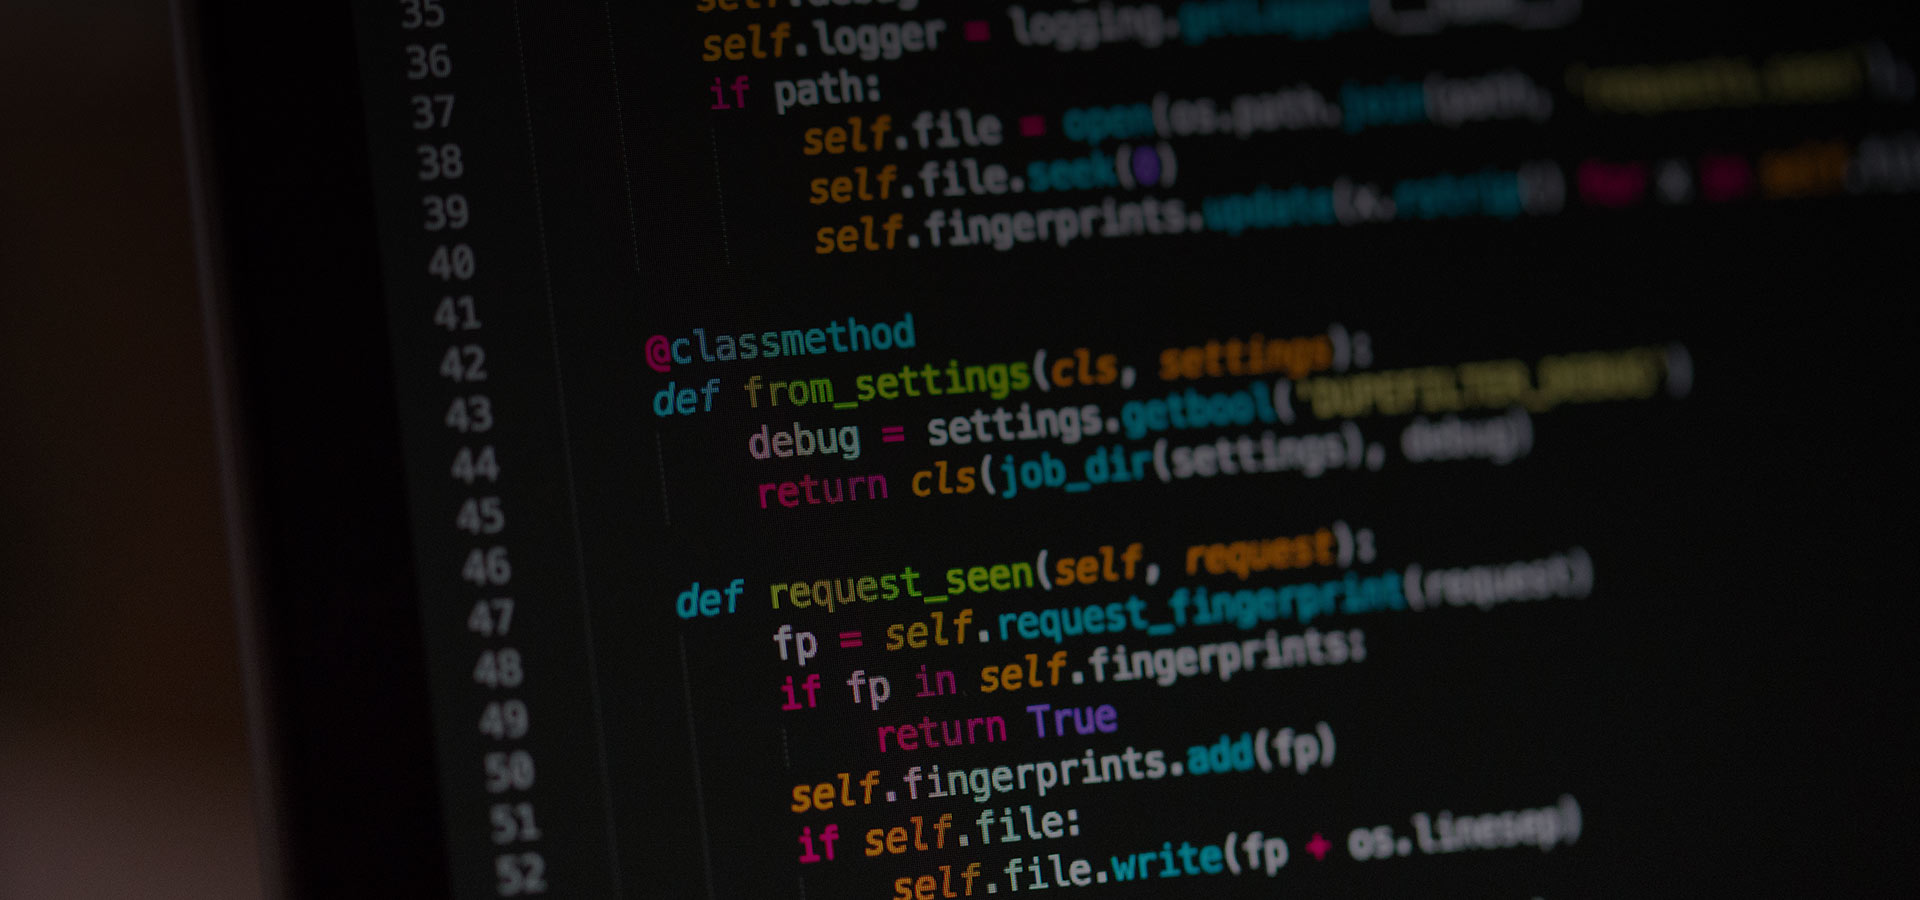 35 self.debug
36 self.logger = logging.getLogger
37 if path:
38 self.file = open(os.path.join(path, 'requests.seen'),
39 self.file.seek(0)
40 self.fingerprints.update(x.rstrip() for x in self.
41
42 @classmethod
43 def from_settings(cls, settings):
44 debug = settings.getbool('DUPEFILTER_DEBUG')
45 return cls(job_dir(settings), debug)
46
47 def request_seen(self, request):
48 fp = self.request_fingerprint(request)
49 if fp in self.fingerprints:
50 return True
51 self.fingerprints.add(fp)
52 if self.file:
self.file.write(fp + os.linesep)